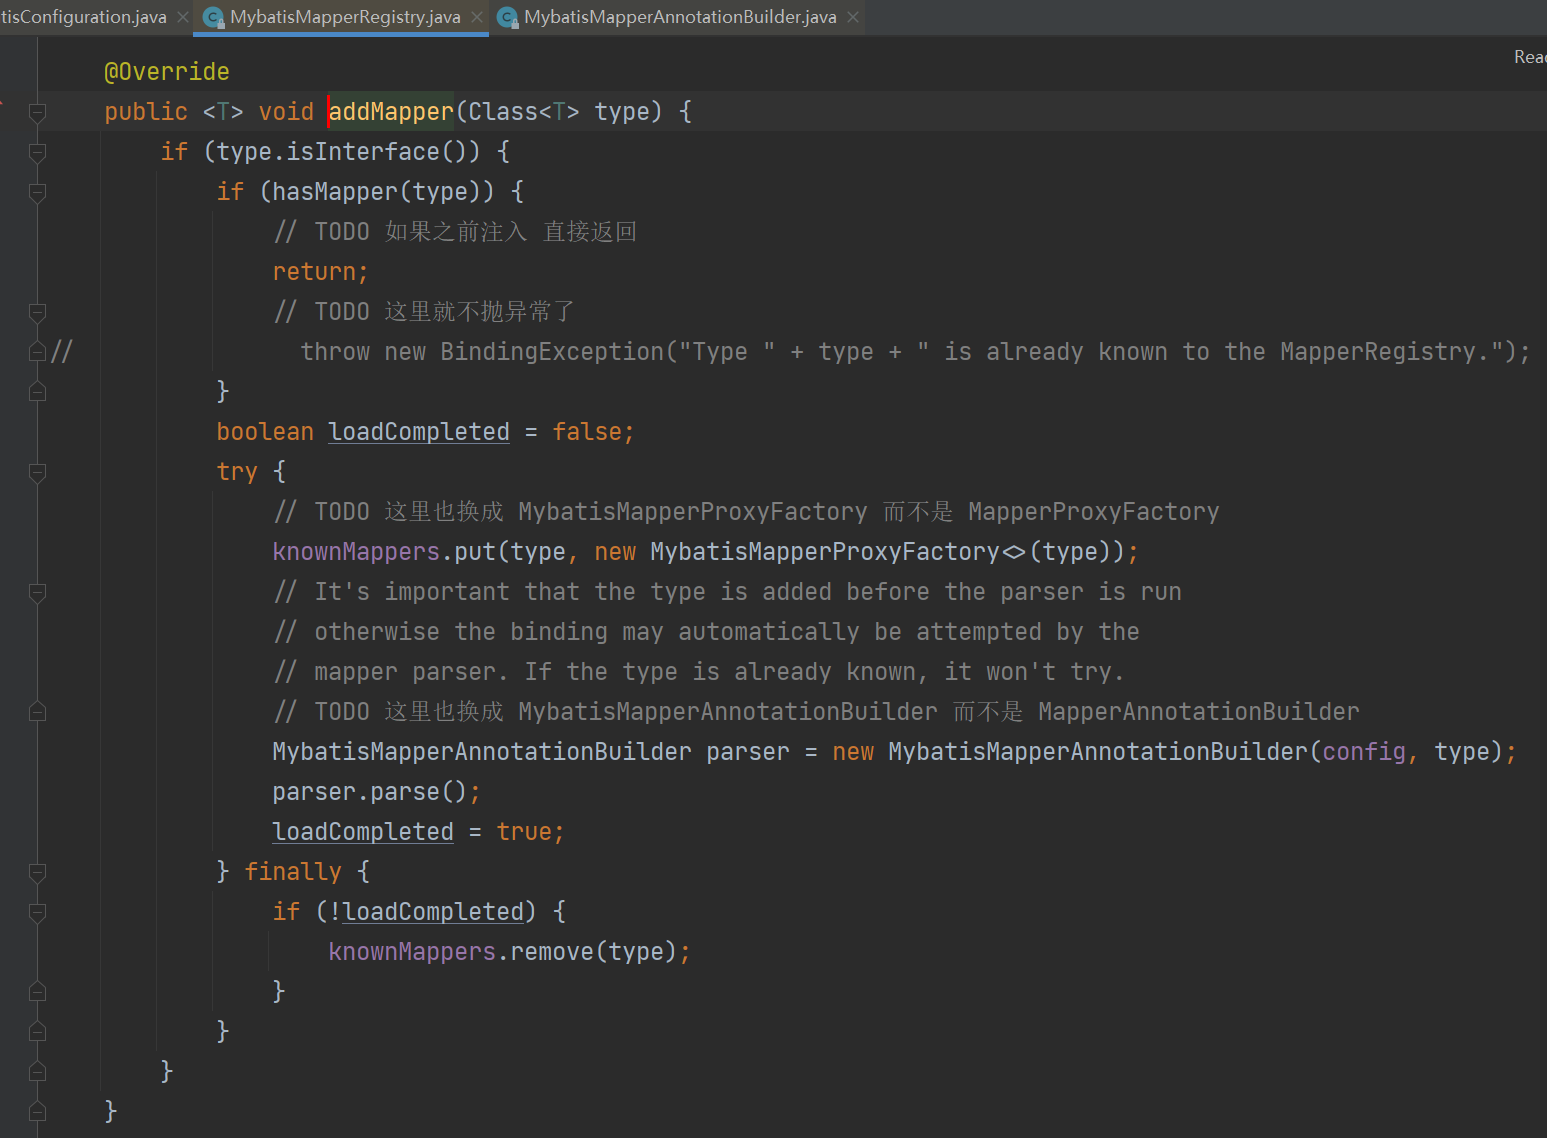 tisConfiguration.java MybatisMapperRegistry.java MybatisMapperAnnotationBuilder.java
Reac
@Override
public <T> void addMapper(Class<T> type) {
if (type.isInterface()) {
if (hasMapper(type)) {
// TODO 如果之前注入 直接返回
return;
// TODO 这里就不抛异常了
// throw new BindingException("Type " + type + " is already known to the MapperRegistry.");
}
boolean loadCompleted = false;
try {
// TODO 这里也换成 MybatisMapperProxyFactory 而不是 MapperProxyFactory
knownMappers.put(type, new MybatisMapperProxyFactory<>(type));
// It's important that the type is added before the parser is run
// otherwise the binding may automatically be attempted by the
// mapper parser. If the type is already known, it won't try.
// TODO 这里也换成 MybatisMapperAnnotationBuilder 而不是 MapperAnnotationBuilder
MybatisMapperAnnotationBuilder parser = new MybatisMapperAnnotationBuilder(config, type);
parser.parse();
loadCompleted = true;
} finally {
if (!loadCompleted) {
knownMappers.remove(type);
}
}
}
}